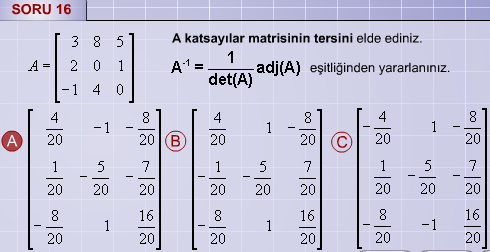 SORU 16
A = [ 3 8 5
2 0 1
-1 4 0 ]
A katsayılar matrisinin tersini elde ediniz.
A⁻¹ = 1/det(A) adj(A) eşitliğinden yararlanınız.
A [ 4/20 -1 -8/20
1/20 -5/20 -7/20
-8/20 1 16/20 ]
B [ 4/20 1 -8/20
-1/20 -5/20 7/20
-8/20 1 16/20 ]
C [ -4/20 1 -8/20
1/20 -5/20 -7/20
-8/20 -1 16/20 ]